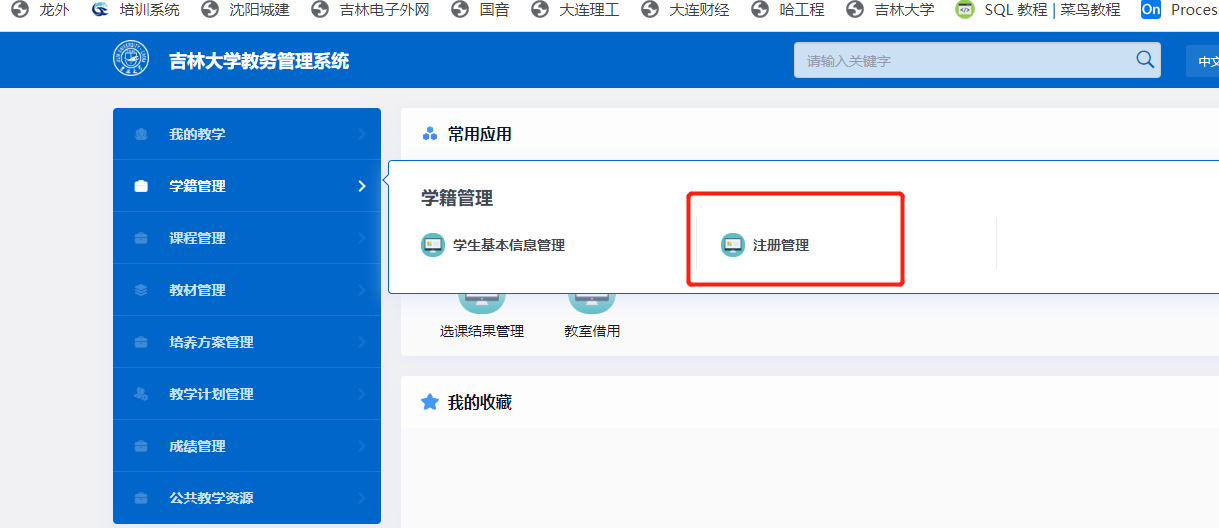 龙外 培训系统 沈阳城建 吉林电子外网 国音 大连理工 大连财经 哈工程 吉林大学 SQL 教程 | 菜鸟教程 On Proces
吉林大学教务管理系统 请输入关键字 中文
我的教学
学籍管理
课程管理
教材管理
培养方案管理
教学计划管理
成绩管理
公共教学资源
常用应用
学籍管理
学生基本信息管理 注册管理
选课结果管理 教室借用
我的收藏